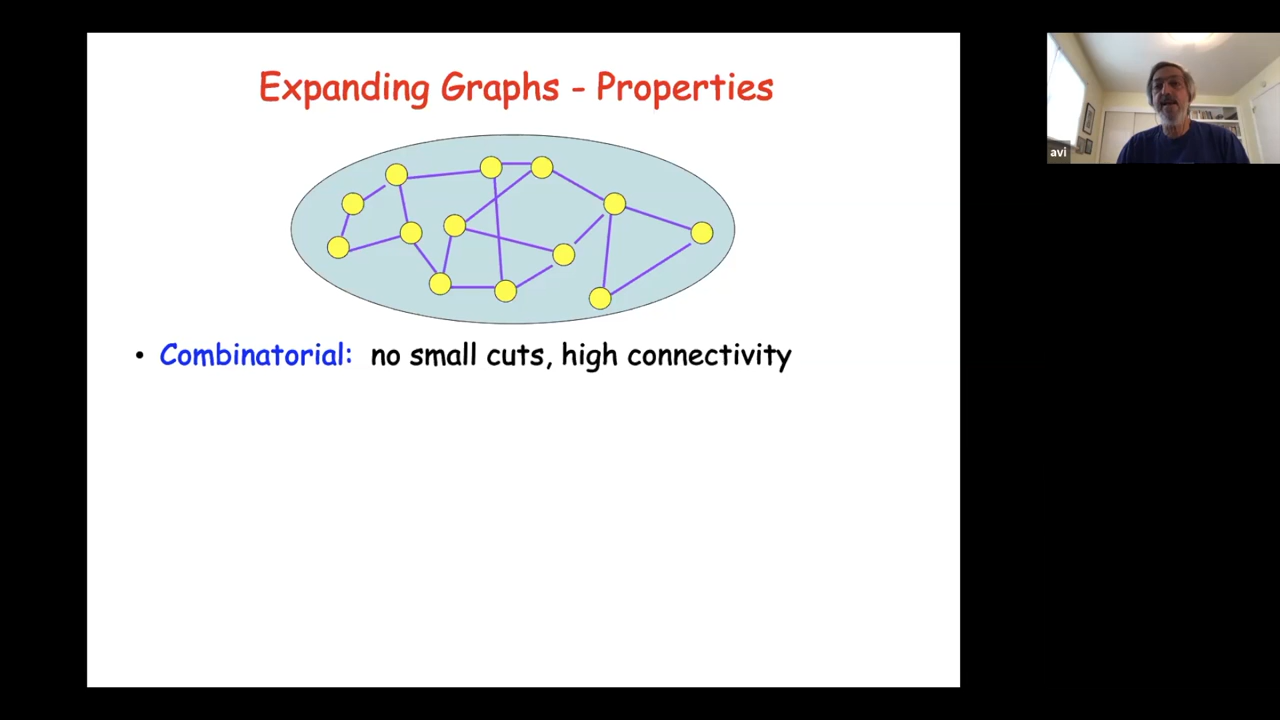 Expanding Graphs - Properties
avi
• Combinatorial: no small cuts, high connectivity